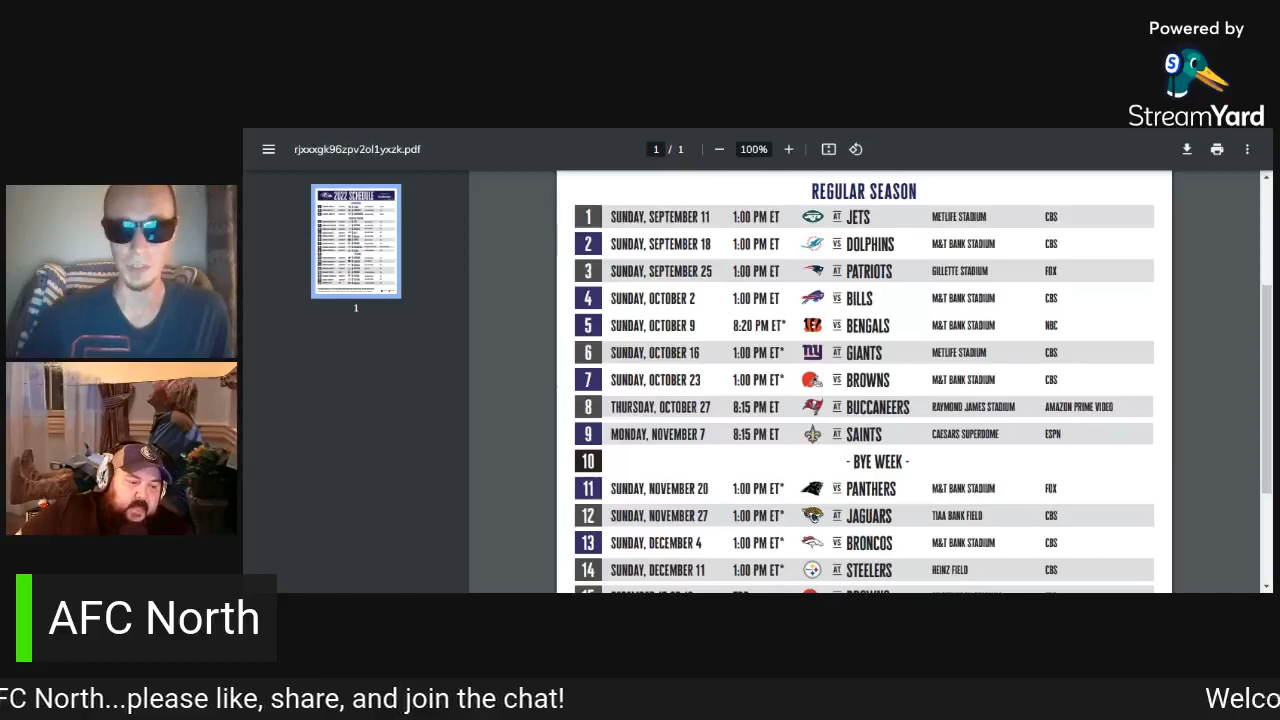 Powered by
StreamYard
rjxxxgk96zpv2ol1yxzk.pdf
1 / 1
100%
2022 SCHEDULE
1
REGULAR SEASON
1 SUNDAY, SEPTEMBER 11 1:00 PM ET AT JETS METLIFE STADIUM CBS
2 SUNDAY, SEPTEMBER 18 1:00 PM ET VS DOLPHINS M&T BANK STADIUM CBS
3 SUNDAY, SEPTEMBER 25 1:00 PM ET AT PATRIOTS GILLETTE STADIUM FOX
4 SUNDAY, OCTOBER 2 1:00 PM ET VS BILLS M&T BANK STADIUM CBS
5 SUNDAY, OCTOBER 9 8:20 PM ET* VS BENGALS M&T BANK STADIUM NBC
6 SUNDAY, OCTOBER 16 1:00 PM ET* AT GIANTS METLIFE STADIUM CBS
7 SUNDAY, OCTOBER 23 1:00 PM ET* VS BROWNS M&T BANK STADIUM CBS
8 THURSDAY, OCTOBER 27 8:15 PM ET AT BUCCANEERS RAYMOND JAMES STADIUM AMAZON PRIME VIDEO
9 MONDAY, NOVEMBER 7 8:15 PM ET AT SAINTS CAESARS SUPERDOME ESPN
10 - BYE WEEK -
11 SUNDAY, NOVEMBER 20 1:00 PM ET* VS PANTHERS M&T BANK STADIUM FOX
12 SUNDAY, NOVEMBER 27 1:00 PM ET* AT JAGUARS TIAA BANK FIELD CBS
13 SUNDAY, DECEMBER 4 1:00 PM ET* VS BRONCOS M&T BANK STADIUM CBS
14 SUNDAY, DECEMBER 11 1:00 PM ET* AT STEELERS HEINZ FIELD CBS
AFC North
FC North...please like, share, and join the chat! Welco